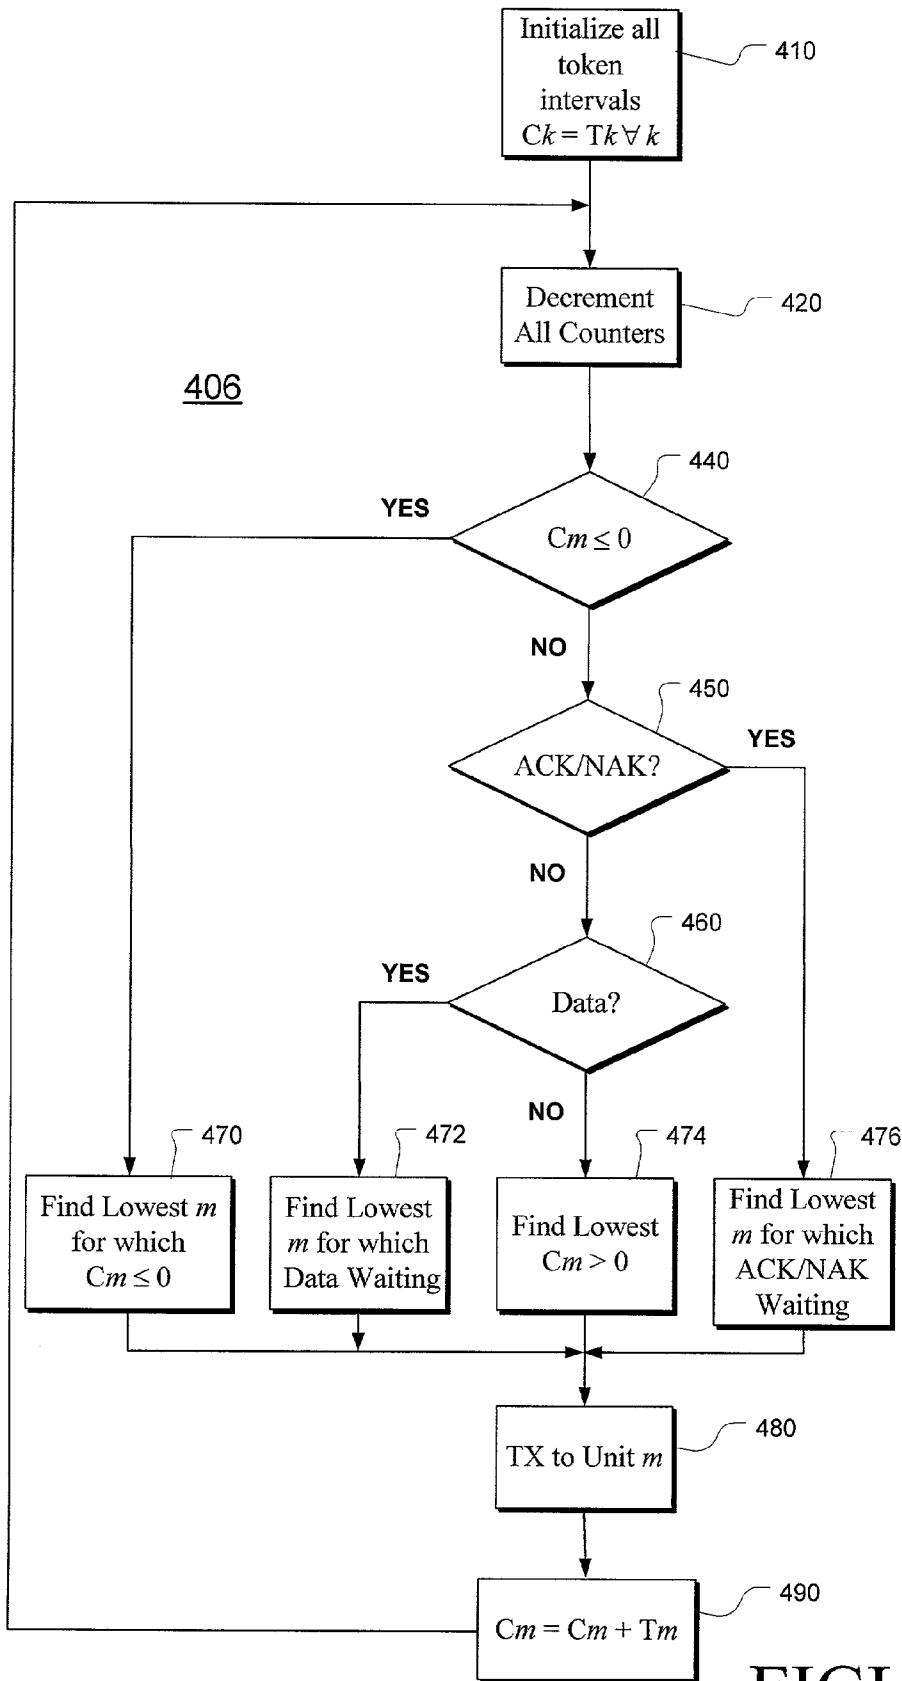 Initialize all
token
intervals
Ck = Tk ∀ k
410
Decrement
All Counters
420
406
440
YES
Cm ≤ 0
NO
450
YES
ACK/NAK?
NO
460
YES
Data?
NO
470
472
474
476
Find Lowest m
for which
Cm ≤ 0
Find Lowest
m for which
Data Waiting
Find Lowest
Cm > 0
Find Lowest
m for which
ACK/NAK
Waiting
480
TX to Unit m
490
Cm = Cm + Tm